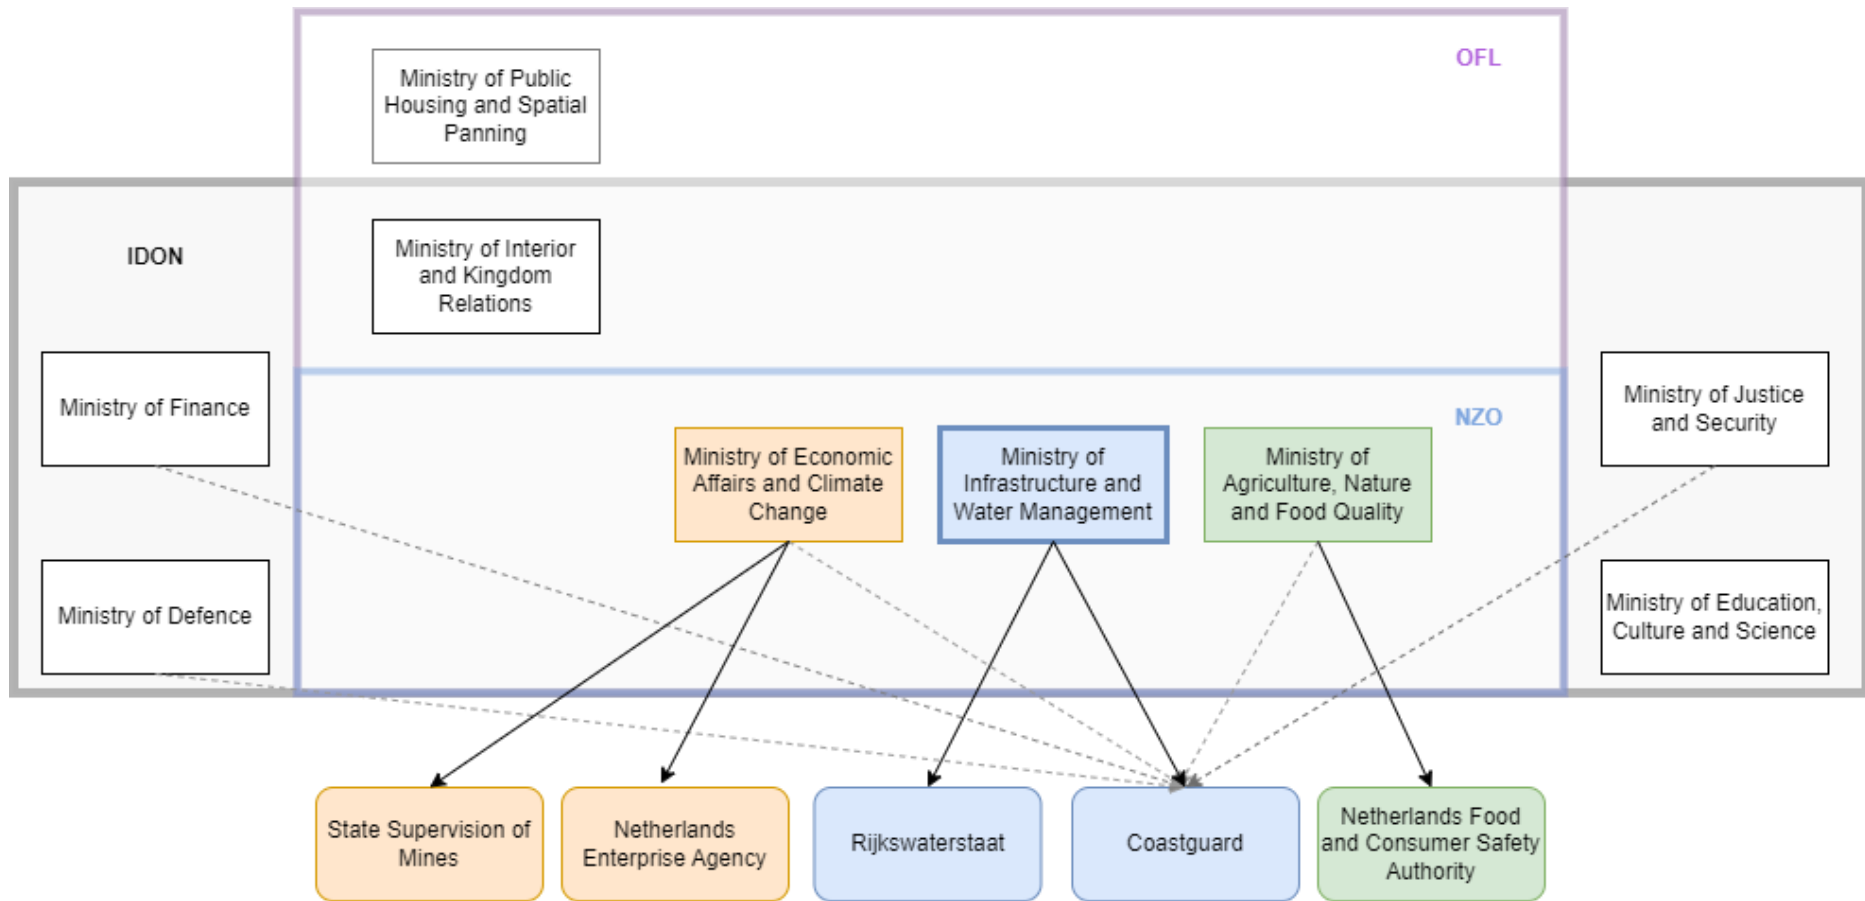 OFL
Ministry of Public
Housing and Spatial
Panning
IDON
Ministry of Interior
and Kingdom
Relations
Ministry of Finance
Ministry of Justice
and Security
NZO
Ministry of Economic
Affairs and Climate
Change
Ministry of
Infrastructure and
Water Management
Ministry of
Agriculture, Nature
and Food Quality
Ministry of Defence
Ministry of Education,
Culture and Science
State Supervision of
Mines
Netherlands
Enterprise Agency
Rijkswaterstaat
Coastguard
Netherlands Food
and Consumer Safety
Authority